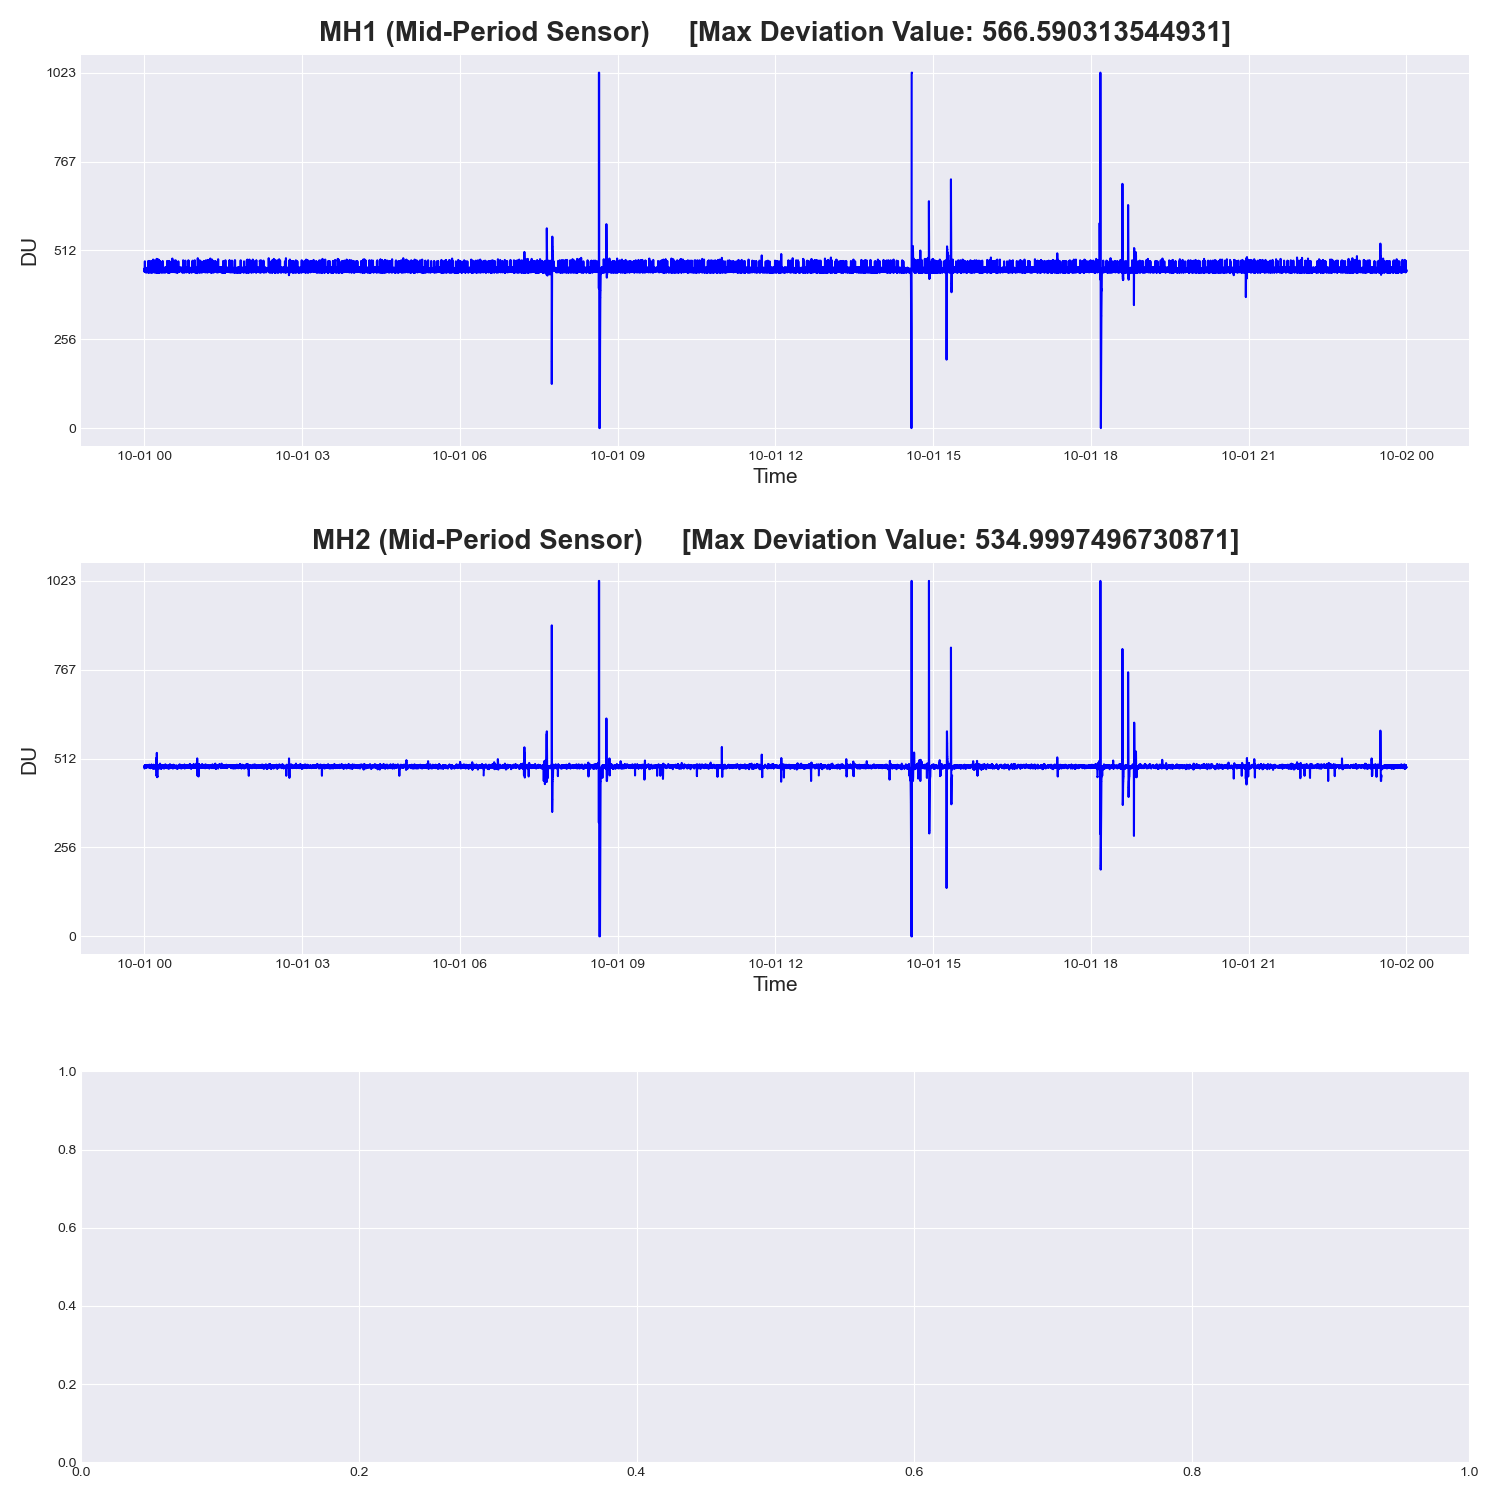 MH1 (Mid-Period Sensor) [Max Deviation Value: 566.590313544931]
1023
767
512
256
0
DU
10-01 00 10-01 03 10-01 06 10-01 09 10-01 12 10-01 15 10-01 18 10-01 21 10-02 00
Time
MH2 (Mid-Period Sensor) [Max Deviation Value: 534.9997496730871]
1023
767
512
256
0
DU
10-01 00 10-01 03 10-01 06 10-01 09 10-01 12 10-01 15 10-01 18 10-01 21 10-02 00
Time
1.0
0.8
0.6
0.4
0.2
0.0
0.0 0.2 0.4 0.6 0.8 1.0